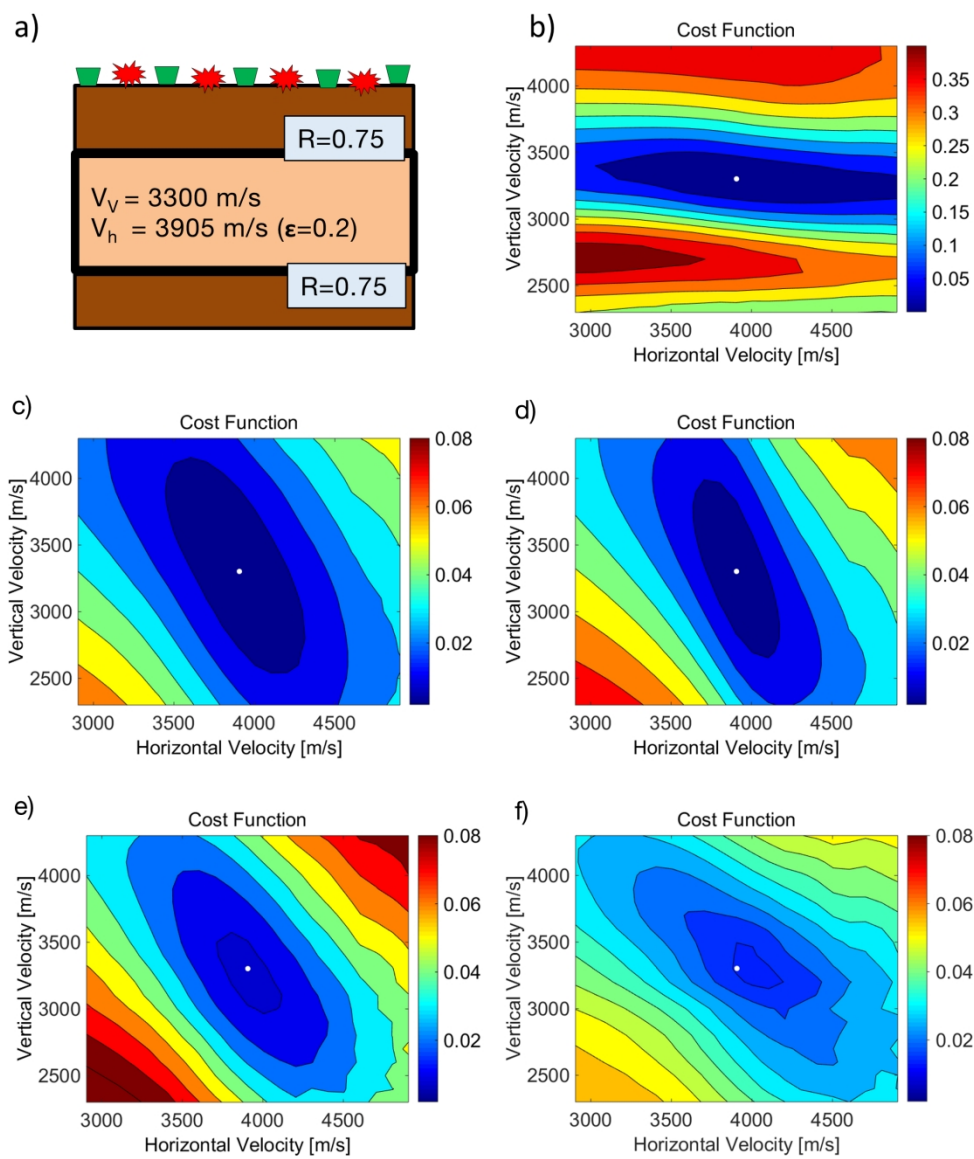 a)
R=0.75
V_V = 3300 m/s
V_h = 3905 m/s (ε=0.2)
R=0.75
b)
Cost Function
Vertical Velocity [m/s]
4000
3500
3000
2500
3000 3500 4000 4500
Horizontal Velocity [m/s]
0.35
0.3
0.25
0.2
0.15
0.1
0.05
c)
Cost Function
Vertical Velocity [m/s]
4000
3500
3000
2500
3000 3500 4000 4500
Horizontal Velocity [m/s]
0.08
0.06
0.04
0.02
d)
Cost Function
Vertical Velocity [m/s]
4000
3500
3000
2500
3000 3500 4000 4500
Horizontal Velocity [m/s]
0.08
0.06
0.04
0.02
e)
Cost Function
Vertical Velocity [m/s]
4000
3500
3000
2500
3000 3500 4000 4500
Horizontal Velocity [m/s]
0.08
0.06
0.04
0.02
f)
Cost Function
Vertical Velocity [m/s]
4000
3500
3000
2500
3000 3500 4000 4500
Horizontal Velocity [m/s]
0.08
0.06
0.04
0.02